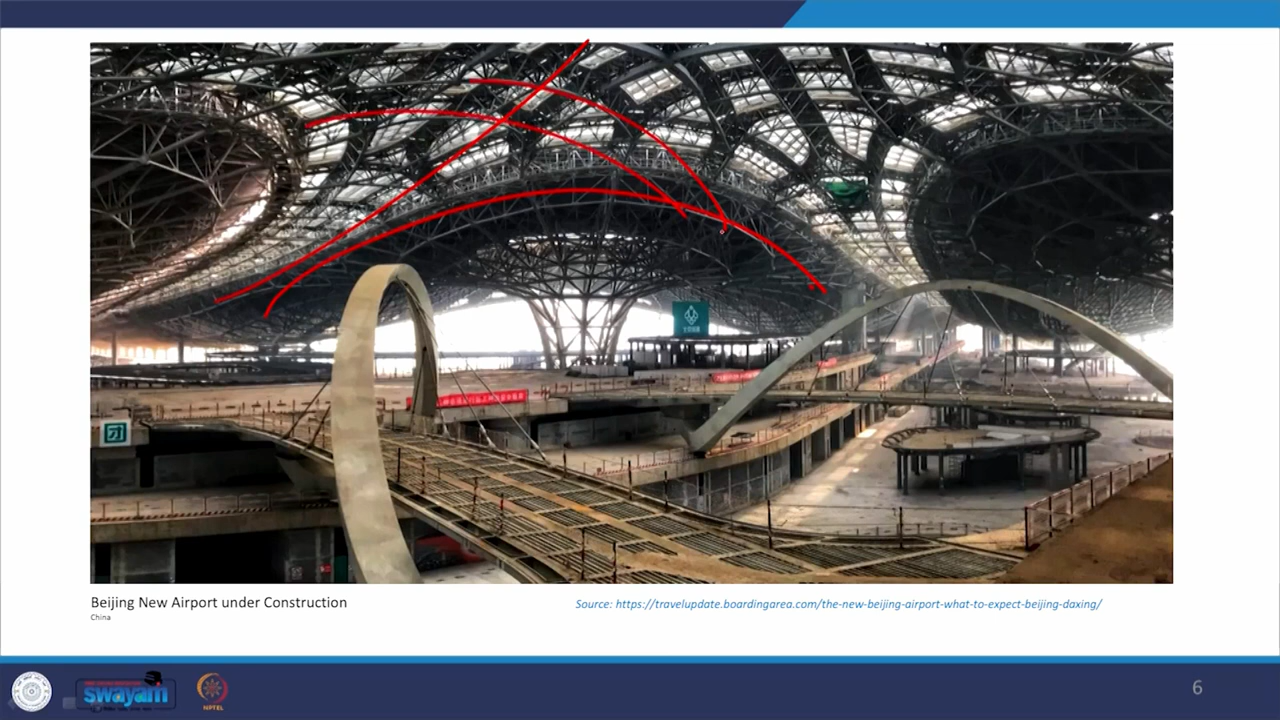 Beijing New Airport under Construction
China
Source: https://travelupdate.boardingarea.com/the-new-beijing-airport-what-to-expect-beijing-daxing/
swayam
NPTEL
6